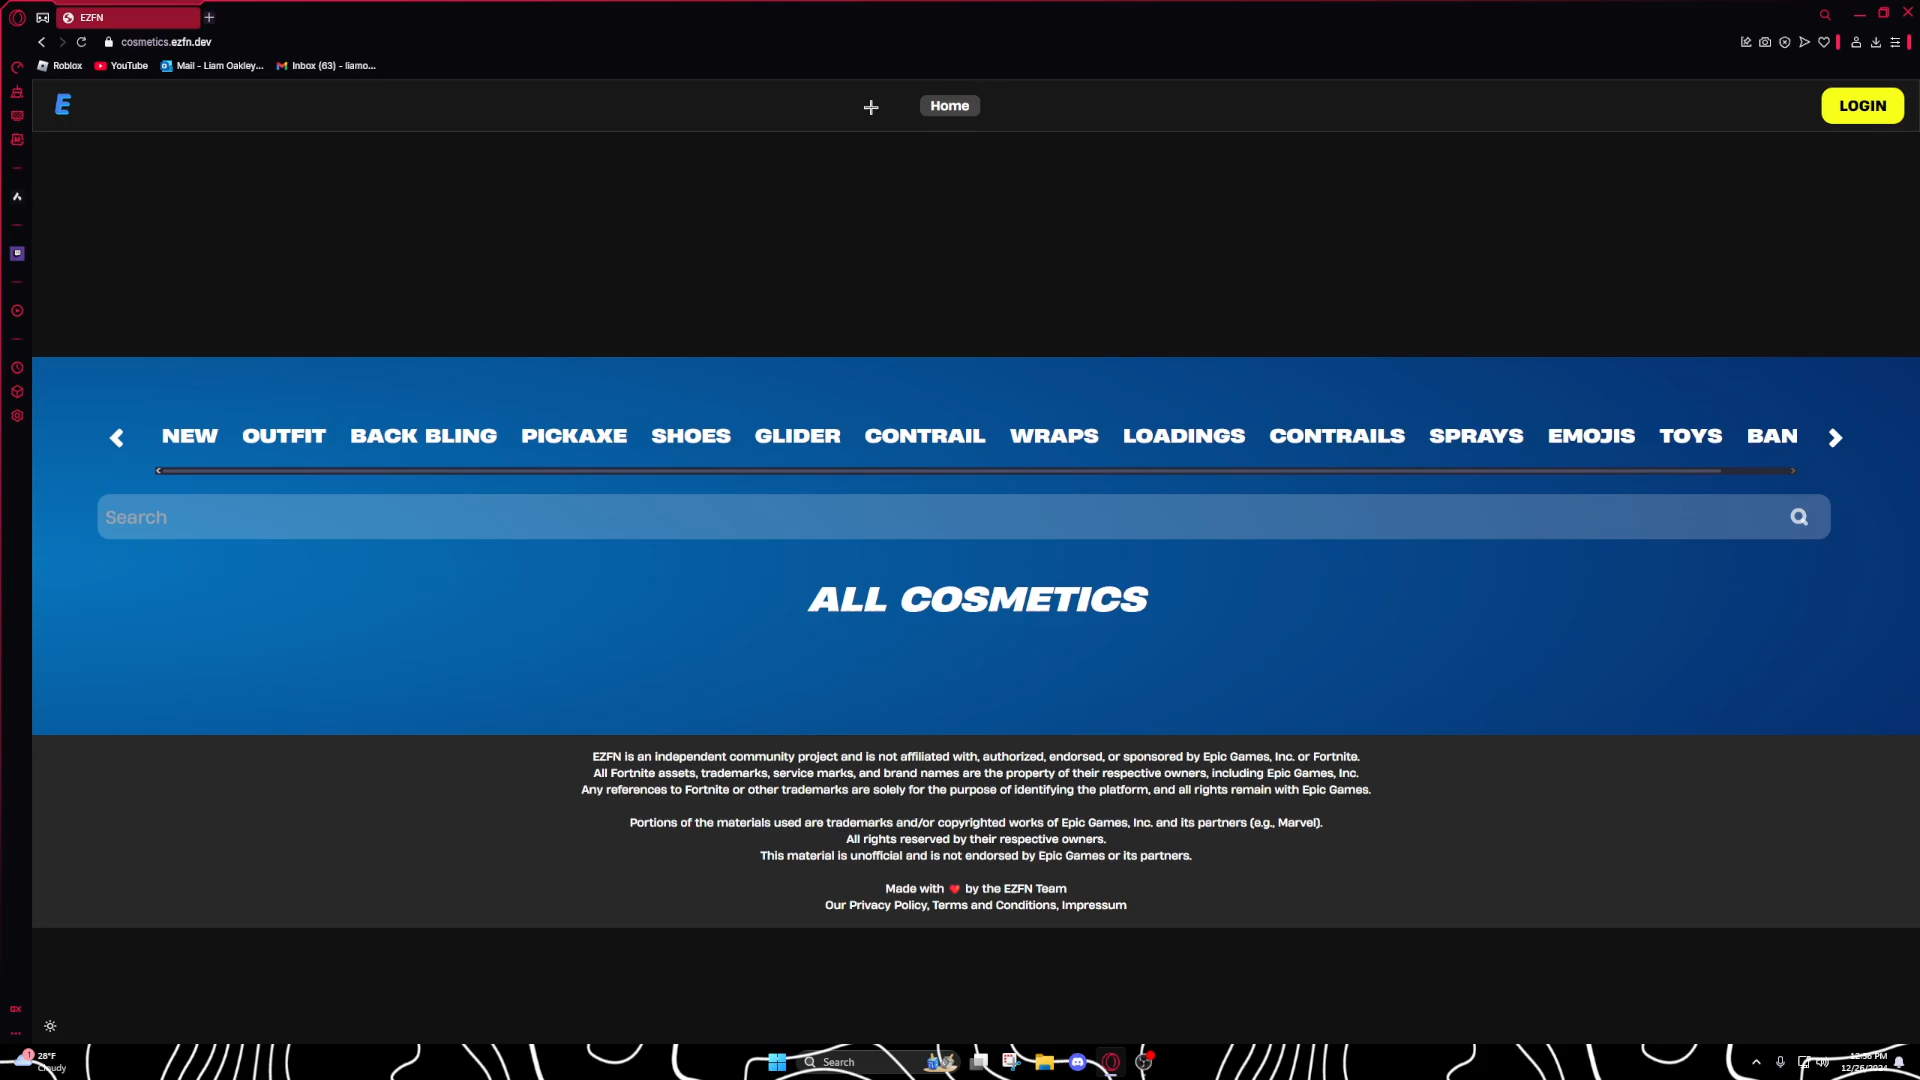 EZFN
cosmetics.ezfn.dev
Roblox YouTube Mail - Liam Oakley... Inbox (63) - liamo...
E Home LOGIN
NEW OUTFIT BACK BLING PICKAXE SHOES GLIDER CONTRAIL WRAPS LOADINGS CONTRAILS SPRAYS EMOJIS TOYS BAN
Search
ALL COSMETICS
EZFN is an independent community project and is not affiliated with, authorized, endorsed, or sponsored by Epic Games, Inc. or Fortnite.
All Fortnite assets, trademarks, service marks, and brand names are the property of their respective owners, including Epic Games, Inc.
Any references to Fortnite or other trademarks are solely for the purpose of identifying the platform, and all rights remain with Epic Games.
Portions of the materials used are trademarks and/or copyrighted works of Epic Games, Inc. and its partners (e.g., Marvel).
All rights reserved by their respective owners.
This material is unofficial and is not endorsed by Epic Games or its partners.
Made with ❤ by the EZFN Team
Our Privacy Policy, Terms and Conditions, Impressum
28°F
Cloudy
Search
12:36 PM
12/26/2024